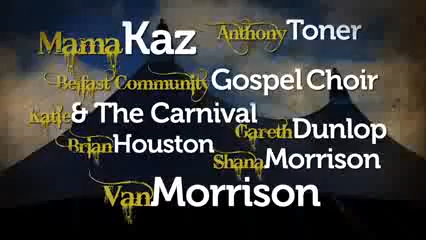 Mama Kaz
Anthony Toner
Belfast Community Gospel Choir
Katie & The Carnival
Gareth Dunlop
Brian Houston
Shana Morrison
Van Morrison